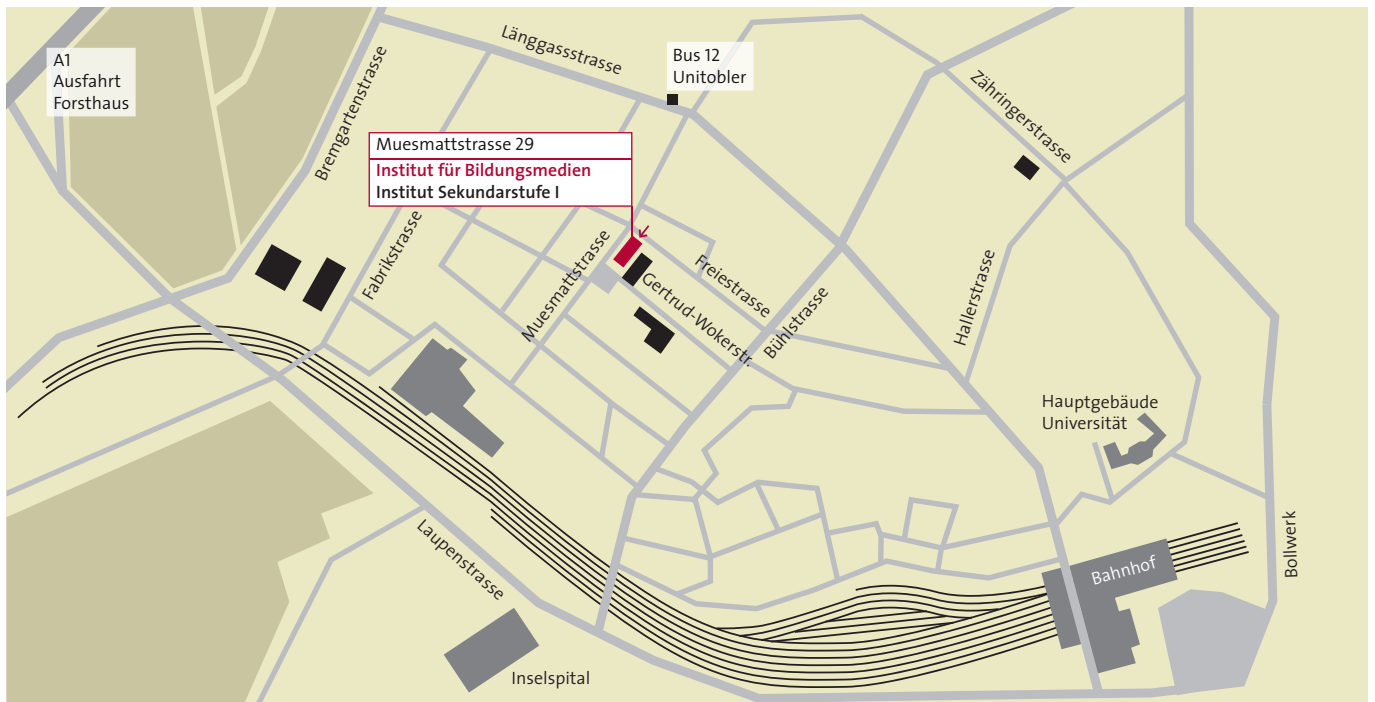 A1
Ausfahrt
Forsthaus
Bremgartenstrasse
Länggassstrasse
Bus 12
Unitobler
Zähringerstrasse
Muesmattstrasse 29
Institut für Bildungsmedien
Institut Sekundarstufe I
Fabrikstrasse
Muesmattstrasse
Freiestrasse
Gertrud-Wokerstr.
Bühlstrasse
Hallerstrasse
Hauptgebäude
Universität
Laupenstrasse
Bahnhof
Bollwerk
Inselspital